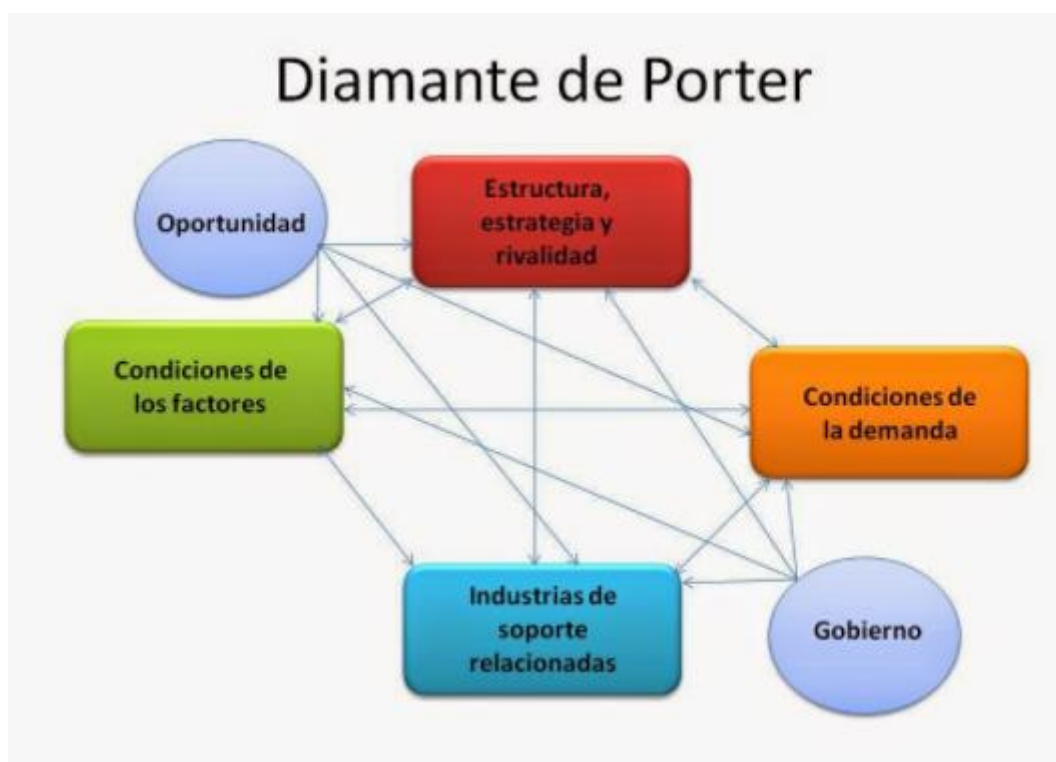 Diamante de Porter
Oportunidad
Estructura,
estrategia y
rivalidad
Condiciones de
los factores
Condiciones de
la demanda
Industrias de
soporte
relacionadas
Gobierno